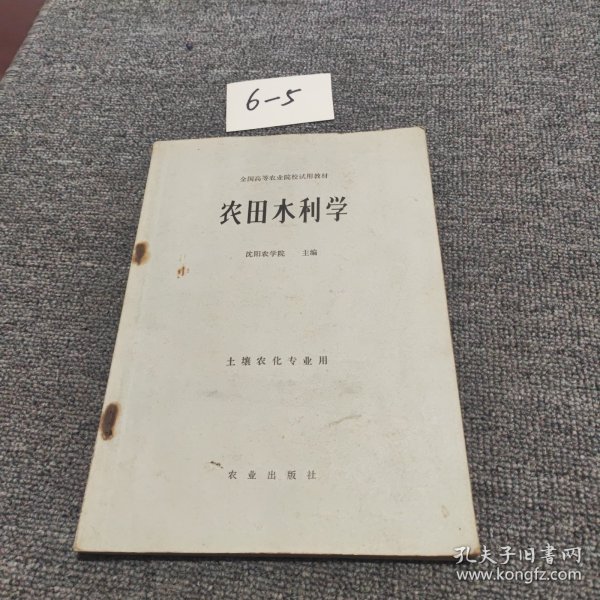 6-5
全国高等农业院校试用教材
农田水利学
沈阳农学院 主编
土壤农化专业用
农业出版社
孔夫子旧书网
www.kongfz.com